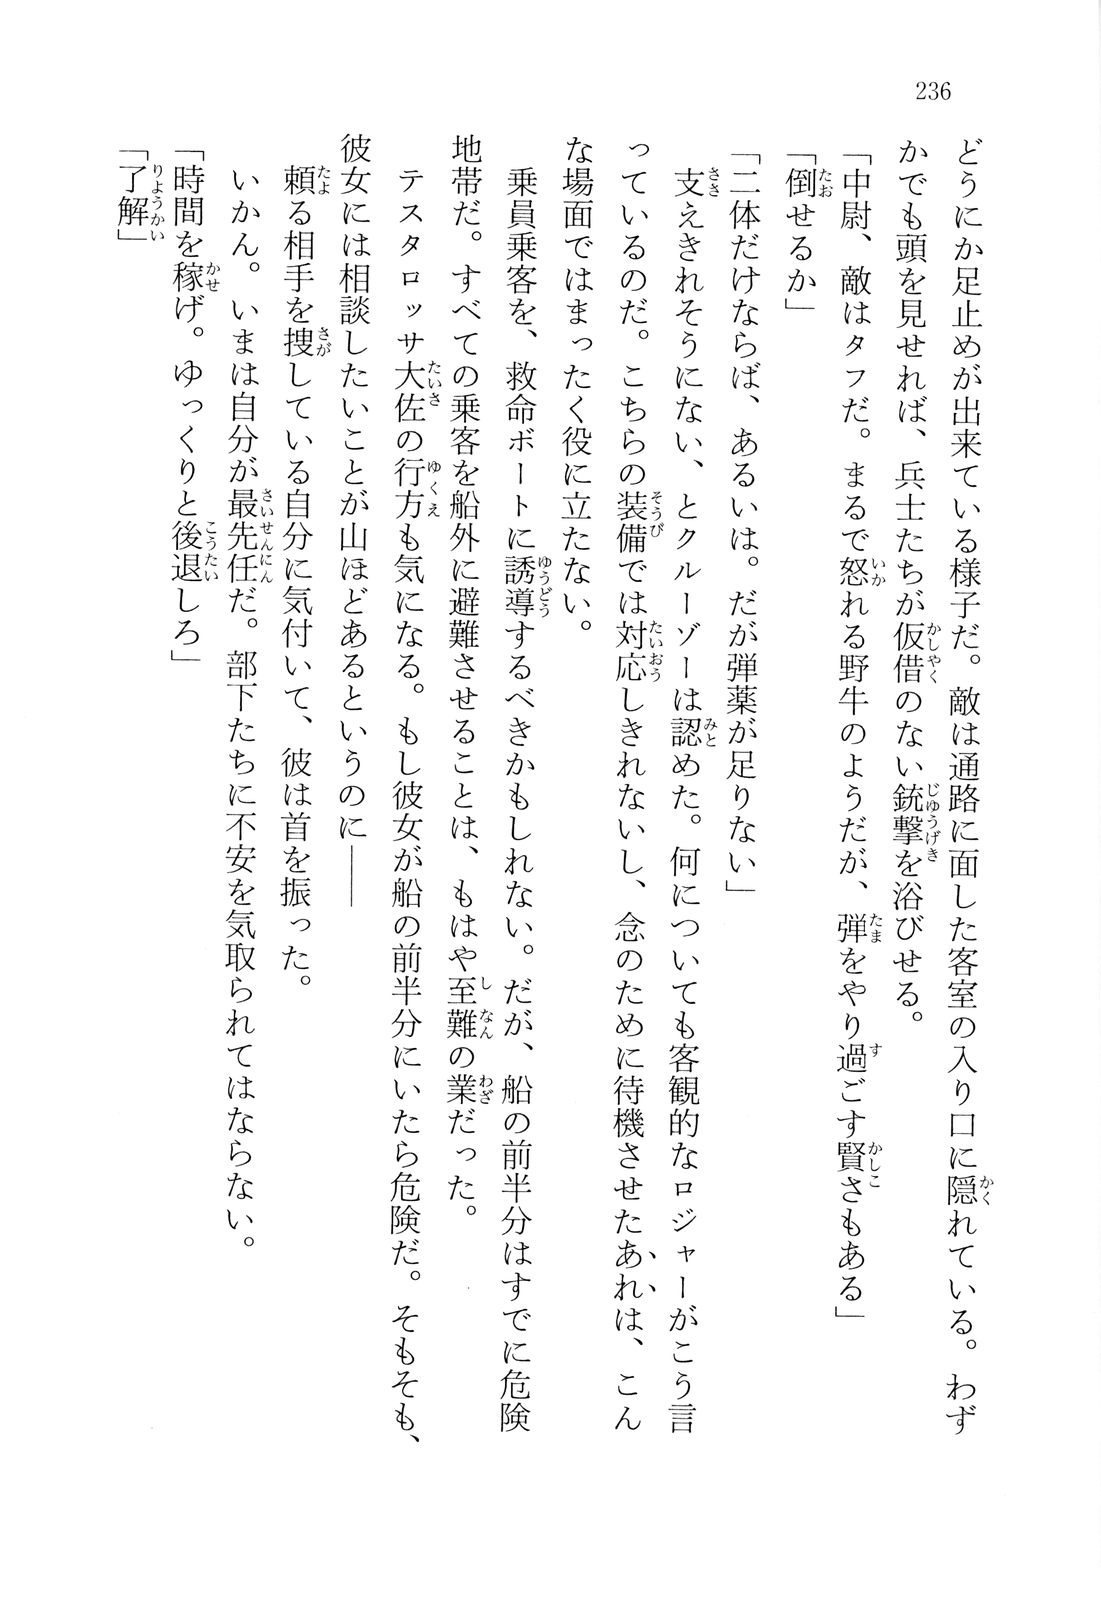 236
どうにか足止めが出来ている様子だ。敵は通路に面した客室の入り口に隠れている。わず
かでも頭を見せれば、兵士たちが仮借のない銃撃を浴びせる。
「中尉、敵はタフだ。まるで怒れる野牛のようだが、弾をやり過ごす賢さもある」
「倒せるか」
「二体だけならば、あるいは。だが弾薬が足りない」
支えきれそうにない、とクルーゾーは認めた。何についても客観的なロジャーがこう言
っているのだ。こちらの装備では対応しきれないし、念のために待機させたあれは、こん
な場面ではまったく役に立たない。
乗員乗客を、救命ボートに誘導するべきかもしれない。だが、船の前半分はすでに危険
地帯だ。すべての乗客を船外に避難させることは、もはや至難の業だった。
テスタロッサ大佐の行方も気になる。もし彼女が船の前半分にいたら危険だ。そもそも、
彼女には相談したいことが山ほどあるというのに――
頼る相手を捜している自分に気付いて、彼は首を振った。
いかん。いまは自分が最先任だ。部下たちに不安を気取られてはならない。
「時間を稼げ。ゆっくりと後退しろ」
「了解」